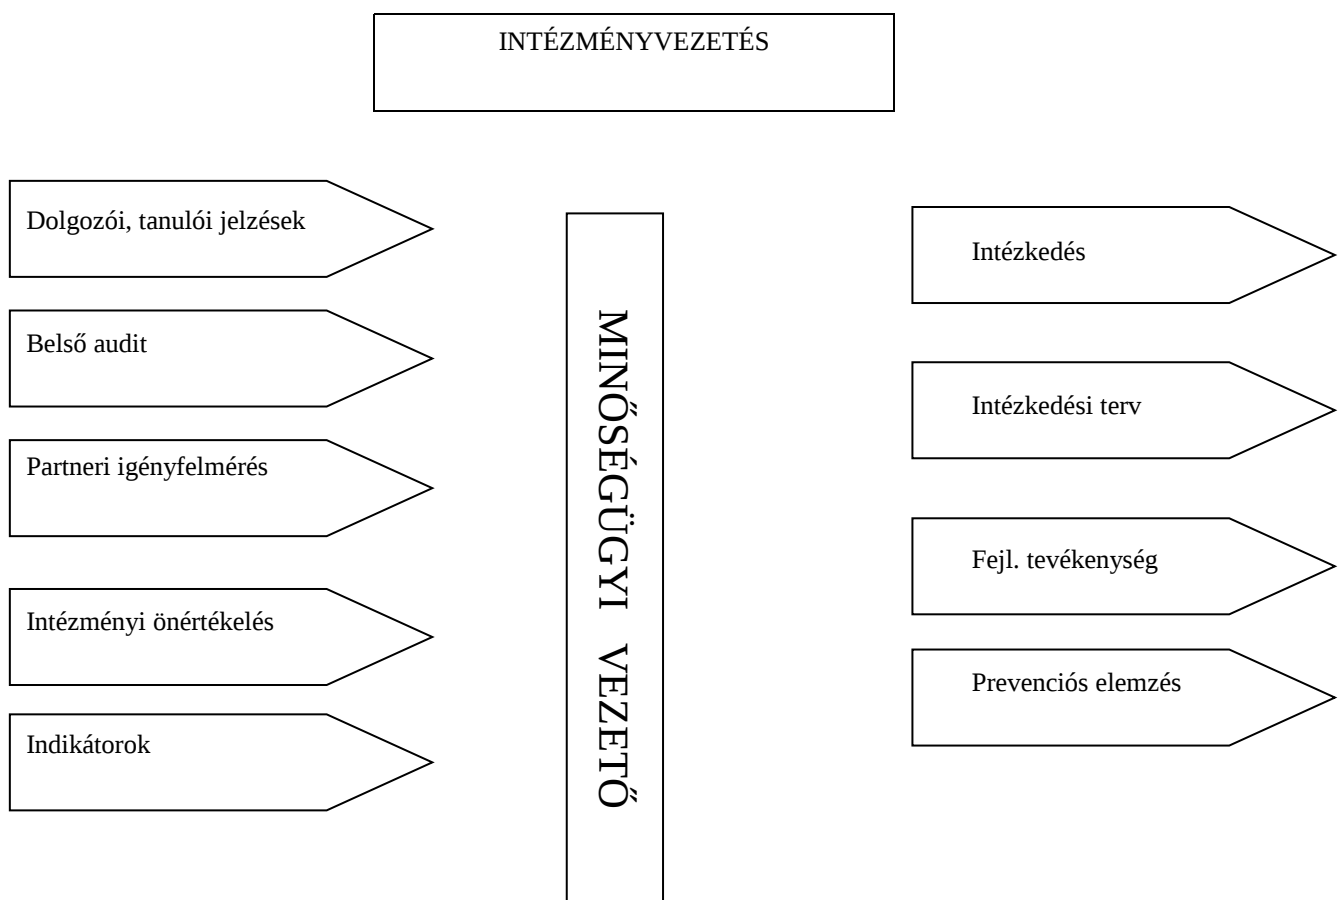 INTÉZMÉNYVEZETÉS
Dolgozói, tanulói jelzések
Belső audit
Partneri igényfelmérés
Intézményi önértékelés
Indikátorok
MINŐSÉGÜGYI VEZETŐ
Intézkedés
Intézkedési terv
Fejl. tevékenység
Prevenciós elemzés